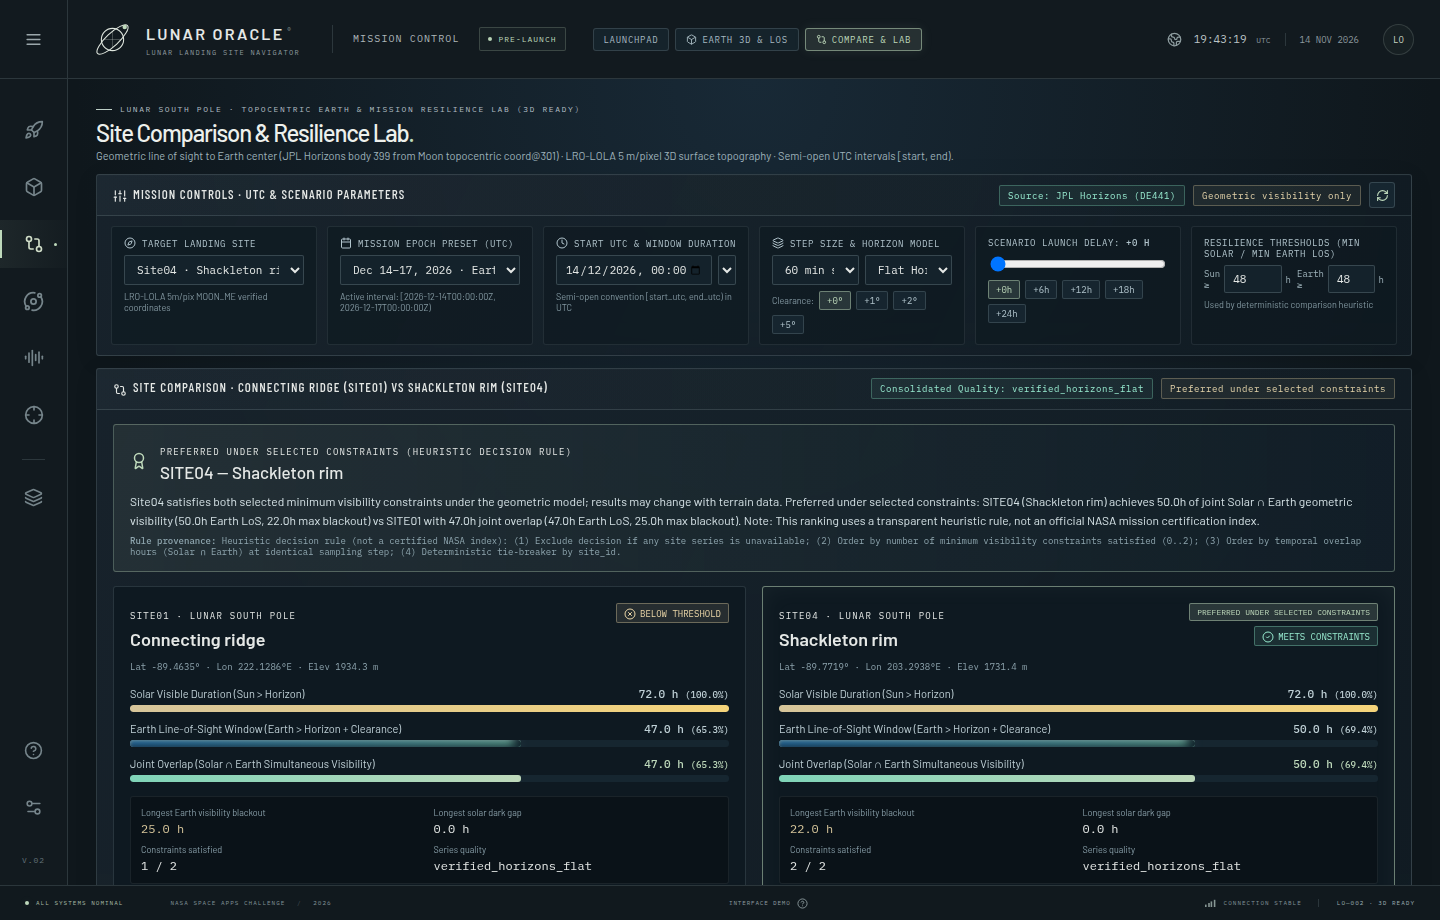 LUNAR ORACLE
LUNAR LANDING SITE NAVIGATOR
MISSION CONTROL
PRE-LAUNCH
LAUNCHPAD
EARTH 3D & LOS
COMPARE & LAB
19:43:19 UTC
14 NOV 2026
LO
LUNAR SOUTH POLE · TOPOCENTRIC EARTH & MISSION RESILIENCE LAB (3D READY)
Site Comparison & Resilience Lab.
Geometric line of sight to Earth center (JPL Horizons body 399 from Moon topocentric coord@301) · LRO-LOLA 5 m/pixel 3D surface topography · Semi-open UTC intervals [start, end).
MISSION CONTROLS · UTC & SCENARIO PARAMETERS
Source: JPL Horizons (DE441)
Geometric visibility only
TARGET LANDING SITE
Site04 · Shackleton ri
LRO-LOLA 5m/pix MOON_ME verified
coordinates
MISSION EPOCH PRESET (UTC)
Dec 14–17, 2026 · Eart
Active interval: [2026-12-14T00:00:00Z,
2026-12-17T00:00:00Z)
START UTC & WINDOW DURATION
14/12/2026, 00:00
Semi-open convention [start_utc, end_utc) in
UTC
STEP SIZE & HORIZON MODEL
60 min s
Flat Ho
Clearance:
+0°
+1°
+2°
+5°
SCENARIO LAUNCH DELAY: +0 H
+0h
+6h
+12h
+18h
+24h
RESILIENCE THRESHOLDS (MIN
SOLAR / MIN EARTH LOS)
Sun ≥ 48 h
Earth ≥ 48 h
Used by deterministic comparison heuristic
SITE COMPARISON · CONNECTING RIDGE (SITE01) VS SHACKLETON RIM (SITE04)
Consolidated Quality: verified_horizons_flat
Preferred under selected constraints
PREFERRED UNDER SELECTED CONSTRAINTS (HEURISTIC DECISION RULE)
SITE04 — Shackleton rim
Site04 satisfies both selected minimum visibility constraints under the geometric model; results may change with terrain data. Preferred under selected constraints: SITE04 (Shackleton rim) achieves 50.0h of joint Solar ∩ Earth geometric
visibility (50.0h Earth LoS, 22.0h max blackout) vs SITE01 with 47.0h joint overlap (47.0h Earth LoS, 25.0h max blackout). Note: This ranking uses a transparent heuristic rule, not an official NASA mission certification index.
Rule provenance: Heuristic decision rule (not a certified NASA index): (1) Exclude decision if any site series is unavailable; (2) Order by number of minimum visibility constraints satisfied (0..2); (3) Order by temporal overlap
hours (Solar ∩ Earth) at identical sampling step; (4) Deterministic tie-breaker by site_id.
SITE01 · LUNAR SOUTH POLE
BELOW THRESHOLD
Connecting ridge
Lat -89.4635° · Lon 222.1286°E · Elev 1934.3 m
Solar Visible Duration (Sun > Horizon)
72.0 h (100.0%)
Earth Line-of-Sight Window (Earth > Horizon + Clearance)
47.0 h (65.3%)
Joint Overlap (Solar ∩ Earth Simultaneous Visibility)
47.0 h (65.3%)
Longest Earth visibility blackout
25.0 h
Longest solar dark gap
0.0 h
Constraints satisfied
1 / 2
Series quality
verified_horizons_flat
SITE04 · LUNAR SOUTH POLE
PREFERRED UNDER SELECTED CONSTRAINTS
MEETS CONSTRAINTS
Shackleton rim
Lat -89.7719° · Lon 203.2938°E · Elev 1731.4 m
Solar Visible Duration (Sun > Horizon)
72.0 h (100.0%)
Earth Line-of-Sight Window (Earth > Horizon + Clearance)
50.0 h (69.4%)
Joint Overlap (Solar ∩ Earth Simultaneous Visibility)
50.0 h (69.4%)
Longest Earth visibility blackout
22.0 h
Longest solar dark gap
0.0 h
Constraints satisfied
2 / 2
Series quality
verified_horizons_flat
V.02
ALL SYSTEMS NOMINAL
NASA SPACE APPS CHALLENGE / 2026
INTERFACE DEMO
CONNECTION STABLE
LO-002 · 3D READY